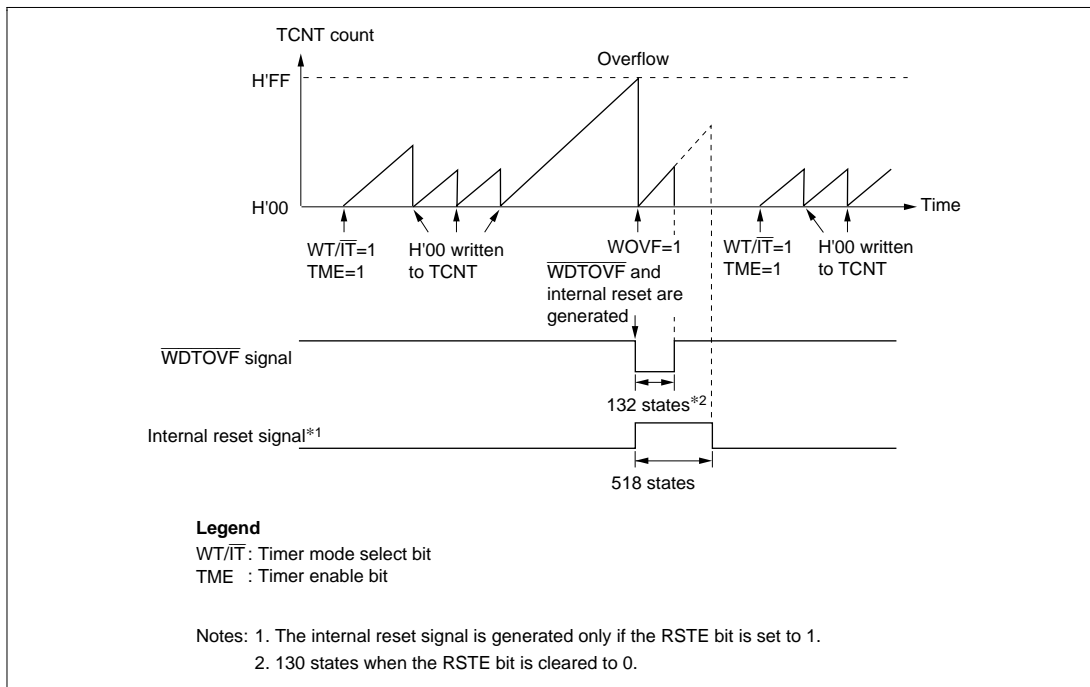 TCNT count
Overflow
H'FF
H'00
Time
WT/IT=1
TME=1
H'00 written
to TCNT
WOVF=1
WT/IT=1
TME=1
H'00 written
to TCNT
WDTOVF and
internal reset are
generated
WDTOVF signal
132 states*2
Internal reset signal*1
518 states
Legend
WT/IT : Timer mode select bit
TME : Timer enable bit
Notes: 1. The internal reset signal is generated only if the RSTE bit is set to 1.
2. 130 states when the RSTE bit is cleared to 0.